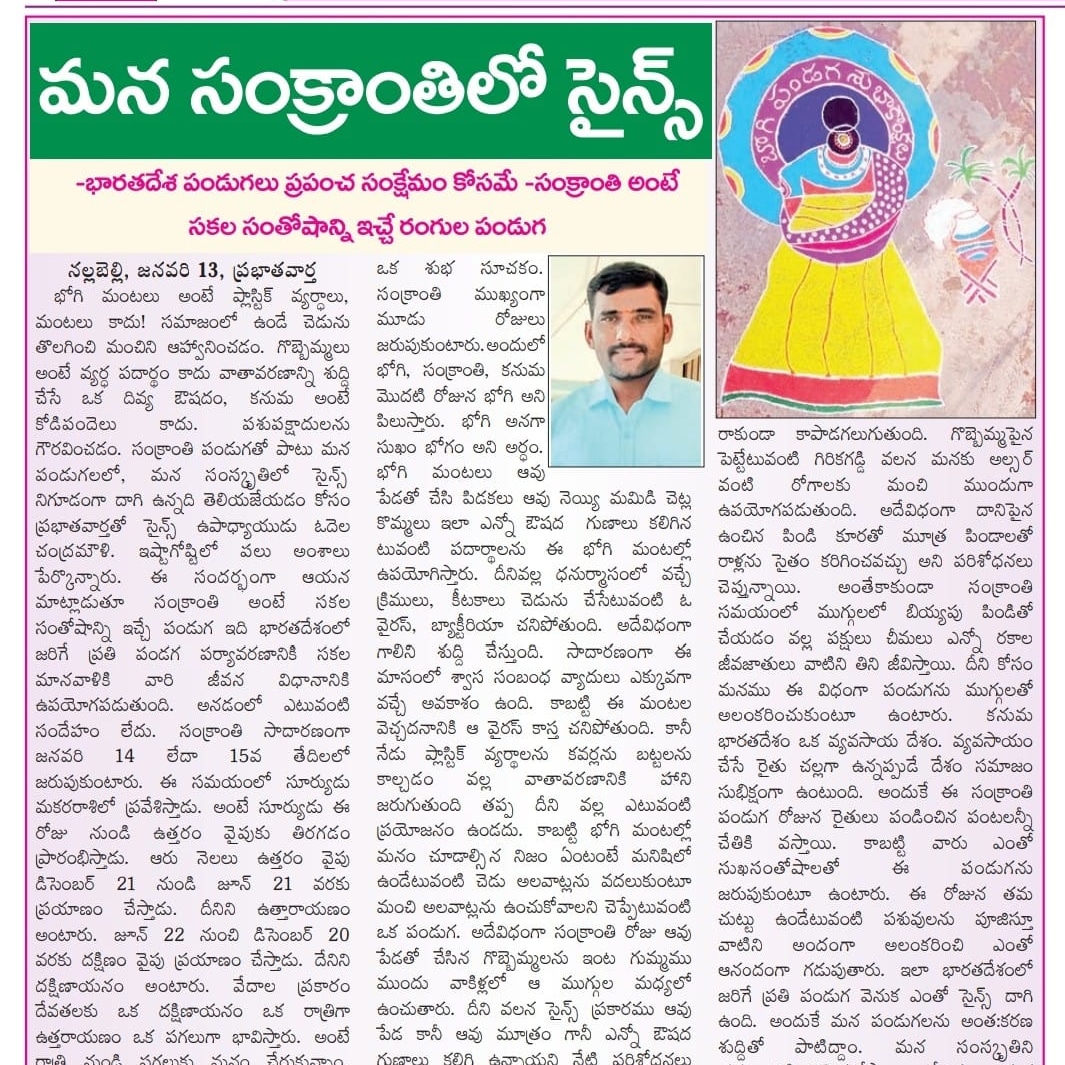 మన సంక్రాంతిలో సైన్స్
-భారతదేశ పండుగలు ప్రపంచ సంక్షేమం కోసమే -సంక్రాంతి అంటే
సకల సంతోషాన్ని ఇచ్చే రంగుల పండుగ
నల్లబెల్లి, జనవరి 13, ప్రభాతవార్త
భోగి మంటలు అంటే ప్లాస్టిక్ వ్యర్థాలు,
మంటలు కాదు! సమాజంలో ఉండే చెడును
తొలగించి మంచిని ఆహ్వానించడం. గొబ్బెమ్మలు
అంటే వ్యర్థ పదార్థం కాదు వాతావరణాన్ని శుద్ది
చేసే ఒక దివ్య ఔషదం, కనుమ అంటే
కోడిపందెలు కాదు. పశుపక్షాదులను
గౌరవించడం. సంక్రాంతి పండుగతో పాటు మన
పండుగలలో, మన సంస్కృతిలో సైన్స్
నిగూడంగా దాగి ఉన్నది తెలియజేయడం కోసం
ప్రభాతవార్తతో సైన్స్ ఉపాధ్యాయుడు ఓదెల
చంద్రమౌళి. ఇష్టాగోష్టిలో పలు అంశాలు
పేర్కొన్నారు. ఈ సందర్భంగా ఆయన
మాట్లాడుతూ సంక్రాంతి అంటే సకల
సంతోషాన్ని ఇచ్చే పండుగ ఇది భారతదేశంలో
జరిగే ప్రతి పండగ పర్యావరణానికి సకల
మానవాళికి వారి జీవన విధానానికి
ఉపయోగపడుతుంది. అనడంలో ఎటువంటి
సందేహం లేదు. సంక్రాంతి సాదారణంగా
జనవరి 14 లేదా 15వ తేదిలలో
జరుపుకుంటారు. ఈ సమయంలో సూర్యుడు
మకరరాశిలో ప్రవేశిస్తాడు. అంటే సూర్యుడు ఈ
రోజు నుండి ఉత్తరం వైపుకు తిరగడం
ప్రారంభిస్తాడు. ఆరు నెలలు ఉత్తరం వైపు
డిసెంబర్ 21 నుండి జూన్ 21 వరకు
ప్రయాణం చేస్తాడు. దీనిని ఉత్తారాయణం
అంటారు. జూన్ 22 నుంచి డిసెంబర్ 20
వరకు దక్షిణం వైపు ప్రయాణం చేస్తాడు. దేనిని
దక్షిణాయనం అంటారు. వేదాల ప్రకారం
దేవతలకు ఒక దక్షిణాయనం ఒక రాత్రిగా
ఉత్తరాయణం ఒక పగలుగా భావిస్తారు. అంటే
రాత్రి నుండి పగలుకు మనం చేరుకున్నాం.
ఒక శుభ సూచకం.
సంక్రాంతి ముఖ్యంగా
మూడు రోజులు
జరుపుకుంటారు.అందులో
భోగి, సంక్రాంతి, కనుమ
మొదటి రోజున భోగి అని
పిలుస్తారు. భోగి అనగా
సుఖం భోగం అని అర్ధం.
భోగి మంటలు ఆవు
పేడతో చేసి పిడకలు ఆవు నెయ్యి మమిడి చెట్ల
కొమ్మలు ఇలా ఎన్నో ఔషద గుణాలు కలిగిన
టువంటి పదార్థాలను ఈ భోగి మంటల్లో
ఉపయోగిస్తారు. దీనివల్ల ధనుర్మాసంలో వచ్చే
క్రిములు, కీటకాలు చెడును చేసేటువంటి ఓ
వైరస్, బ్యాక్టీరియా చనిపోతుంది. అదేవిధంగా
గాలిని శుద్ది చేస్తుంది. సాదారణంగా ఈ
మాసంలో శ్వాస సంబంధ వ్యాదులు ఎక్కువగా
వచ్చే అవకాశం ఉంది. కాబట్టి ఈ మంటల
వెచ్చదనానికి ఆ వైరస్ కాస్త చనిపోతుంది. కానీ
నేడు ప్లాస్టిక్ వ్యర్థాలను కవర్లను బట్టలను
కాల్చడం వల్ల వాతావరణానికి హాని
జరుగుతుంది తప్ప దీని వల్ల ఎటువంటి
ప్రయోజనం ఉండదు. కాబట్టి భోగి మంటల్లో
మనం చూడాల్సిన నిజం ఏంటంటే మనిషిలో
ఉండేటువంటి చెడు అలవాట్లను వదులుకుంటూ
మంచి అలవాట్లను ఉంచుకోవాలని చెప్పేటువంటి
ఒక పండుగ. అదేవిధంగా సంక్రాంతి రోజు ఆవు
పేడతో చేసిన గొబ్బెమ్మలను ఇంట గుమ్మము
ముందు వాకిళ్లలో ఆ ముగ్గుల మధ్యలో
ఉంచుతారు. దీని వలన సైన్స్ ప్రకారము ఆవు
పేడ కానీ ఆవు మూత్రం గానీ ఎన్నో ఔషద
గుణాలు కలిగి ఉన్నాయని నేటి పరిశోధనలు
బోగి పండగ శుభాకాంక్షలు
రాకుండా కాపాడగలుగుతుంది. గొబ్బెమ్మపైన
పెట్టేటువంటి గిరికగడ్డి వలన మనకు అల్సర్
వంటి రోగాలకు మంచి ముందుగా
ఉపయోగపడుతుంది. అదేవిధంగా దానిపైన
ఉంచిన పిండి కూరతో మూత్ర పిండాలతో
రాళ్లను సైతం కరిగించవచ్చు అని పరిశోధనలు
చెప్తున్నాయి. అంతేకాకుండా సంక్రాంతి
సమయంలో ముగ్గులలో బియ్యపు పిండితో
చేయడం వల్ల పక్షులు చీమలు ఎన్నో రకాల
జీవజాతులు వాటిని తిని జీవిస్తాయి. దీని కోసం
మనము ఈ విధంగా పండుగను ముగ్గులతో
అలంకరించుకుంటూ ఉంటారు. కనుమ
భారతదేశం ఒక వ్యవసాయ దేశం. వ్యవసాయం
చేసే రైతు చల్లగా ఉన్నప్పుడే దేశం సమాజం
సుభిక్షంగా ఉంటుంది. అందుకే ఈ సంక్రాంతి
పండుగ రోజున రైతులు పండించిన పంటలన్నీ
చేతికి వస్తాయి. కాబట్టి వారు ఎంతో
సుఖసంతోషాలతో ఈ పండుగను
జరుపుకుంటూ ఉంటారు. ఈ రోజున తమ
చుట్టు ఉండేటువంటి పశువులను పూజిస్తూ
వాటిని అందంగా అలంకరించి ఎంతో
ఆనందంగా గడుపుతారు. ఇలా భారతదేశంలో
జరిగే ప్రతి పండుగ వెనుక ఎంతో సైన్స్ దాగి
ఉంది. అందుకే మన పండుగలను అంత:కరణ
శుద్దితో పాటిద్దాం. మన సంస్కృతిని